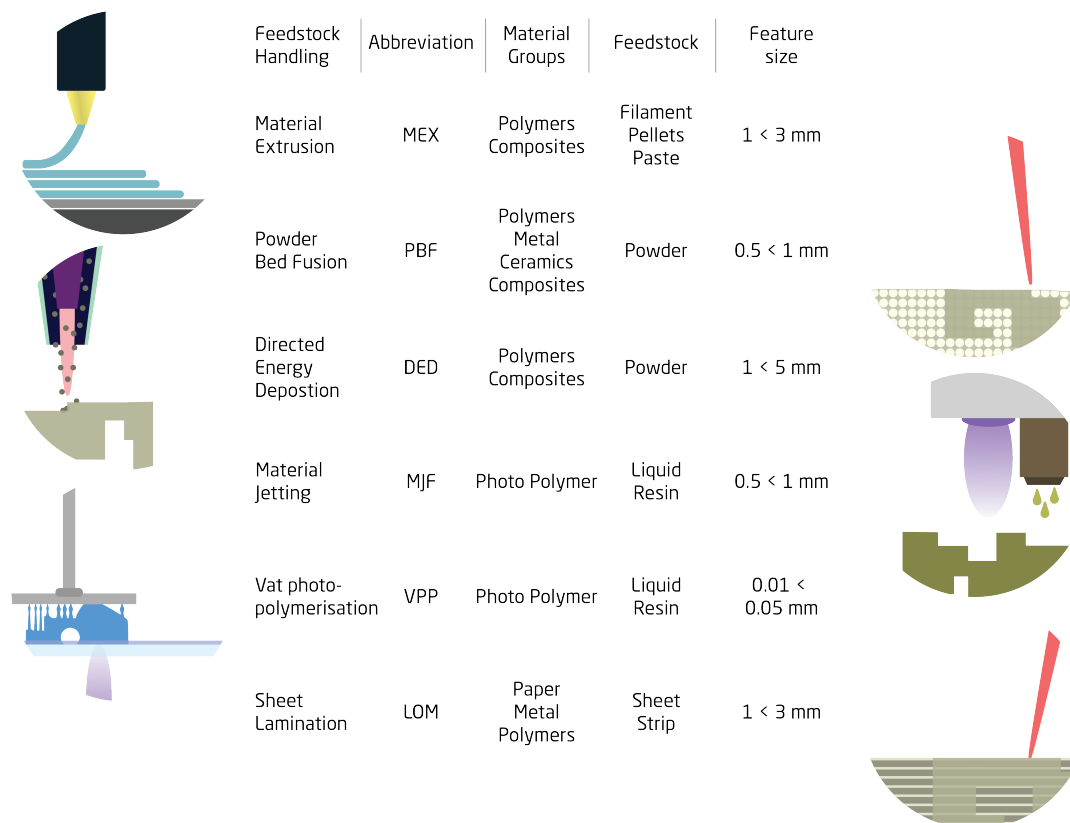 Feedstock
Handling
Abbreviation
Material
Groups
Feedstock
Feature
size
Material
Extrusion
MEX
Polymers
Composites
Filament
Pellets
Paste
1 < 3 mm
Powder
Bed Fusion
PBF
Polymers
Metal
Ceramics
Composites
Powder
0.5 < 1 mm
Directed
Energy
Depostion
DED
Polymers
Composites
Powder
1 < 5 mm
Material
Jetting
MJF
Photo Polymer
Liquid
Resin
0.5 < 1 mm
Vat photo-
polymerisation
VPP
Photo Polymer
Liquid
Resin
0.01 <
0.05 mm
Sheet
Lamination
LOM
Paper
Metal
Polymers
Sheet
Strip
1 < 3 mm